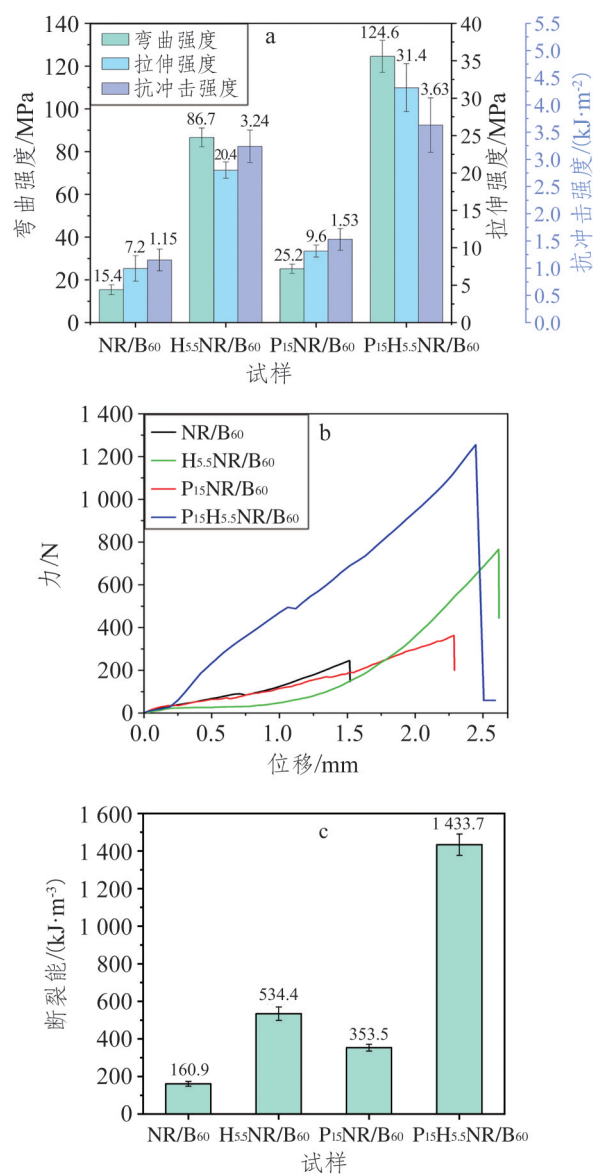 a
弯曲强度
拉伸强度
抗冲击强度
140
120
100
80
60
40
20
0
弯曲强度/MPa
40
35
30
25
20
15
10
5
0
拉伸强度/MPa
5.5
5.0
4.5
4.0
3.5
3.0
2.5
2.0
1.5
1.0
0.5
0.0
抗冲击强度/(kJ·m⁻²)
15.4 7.2 1.15
86.7 20.4 3.24
25.2 9.6 1.53
124.6 31.4 3.63
NR/B₆₀ H₅.₅NR/B₆₀ P₁₅NR/B₆₀ P₁₅H₅.₅NR/B₆₀
试样
b
NR/B₆₀
H₅.₅NR/B₆₀
P₁₅NR/B₆₀
P₁₅H₅.₅NR/B₆₀
1 400
1 200
1 000
800
600
400
200
0
力/N
0.0 0.5 1.0 1.5 2.0 2.5
位移/mm
c
1 600
1 400
1 200
1 000
800
600
400
200
0
断裂能/(kJ·m⁻³)
160.9
534.4
353.5
1 433.7
NR/B₆₀ H₅.₅NR/B₆₀ P₁₅NR/B₆₀ P₁₅H₅.₅NR/B₆₀
试样